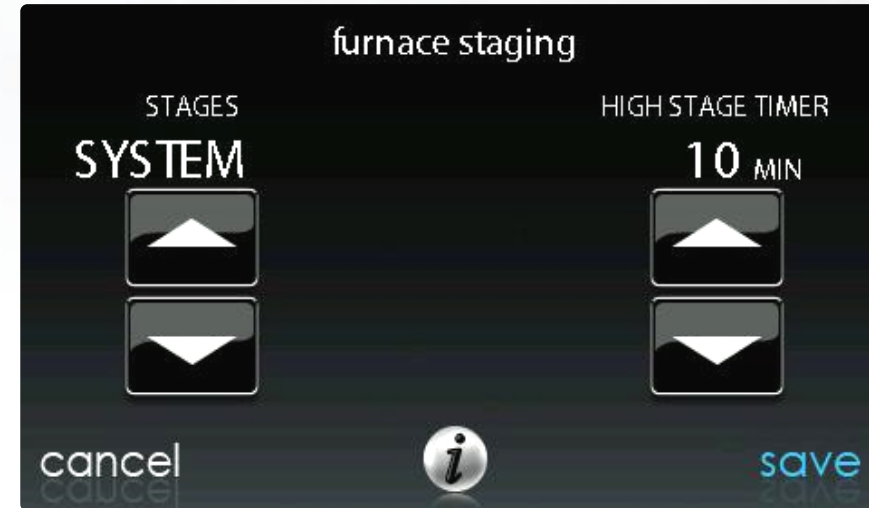 furnace staging
STAGES
HIGH STAGE TIMER
SYSTEM
10 MIN
cancel
i
save